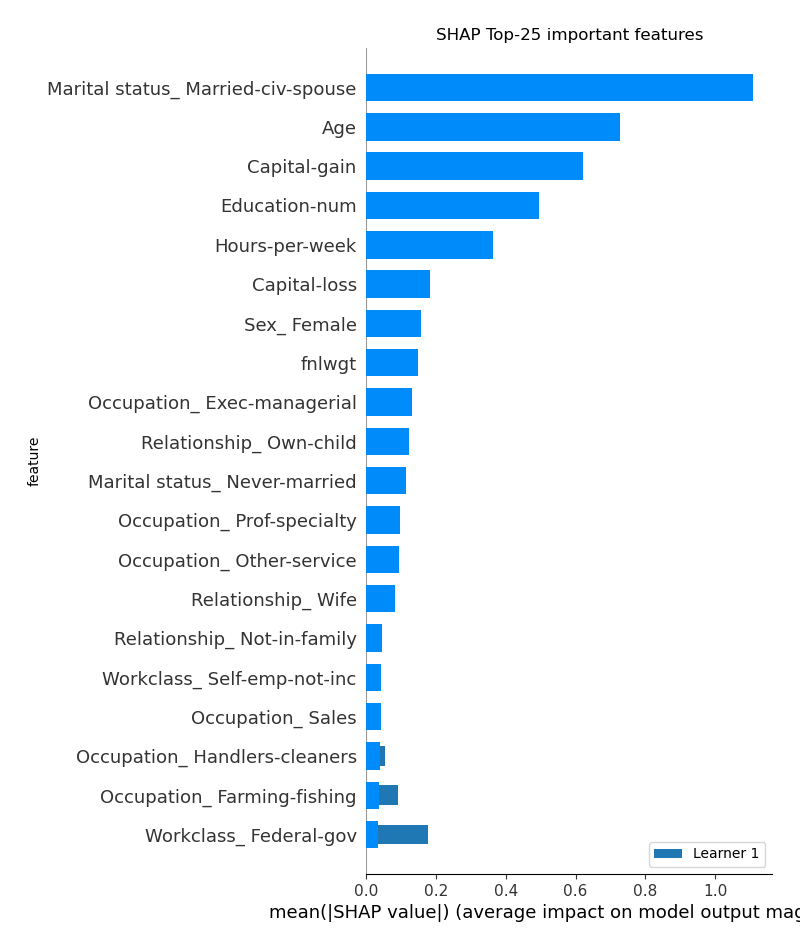 SHAP Top-25 important features
Marital status_ Married-civ-spouse
Age
Capital-gain
Education-num
Hours-per-week
Capital-loss
Sex_ Female
fnlwgt
Occupation_ Exec-managerial
Relationship_ Own-child
Marital status_ Never-married
Occupation_ Prof-specialty
Occupation_ Other-service
Relationship_ Wife
Relationship_ Not-in-family
Workclass_ Self-emp-not-inc
Occupation_ Sales
Occupation_ Handlers-cleaners
Occupation_ Farming-fishing
Workclass_ Federal-gov
feature
Learner 1
0.0 0.2 0.4 0.6 0.8 1.0
mean(|SHAP value|) (average impact on model output mag